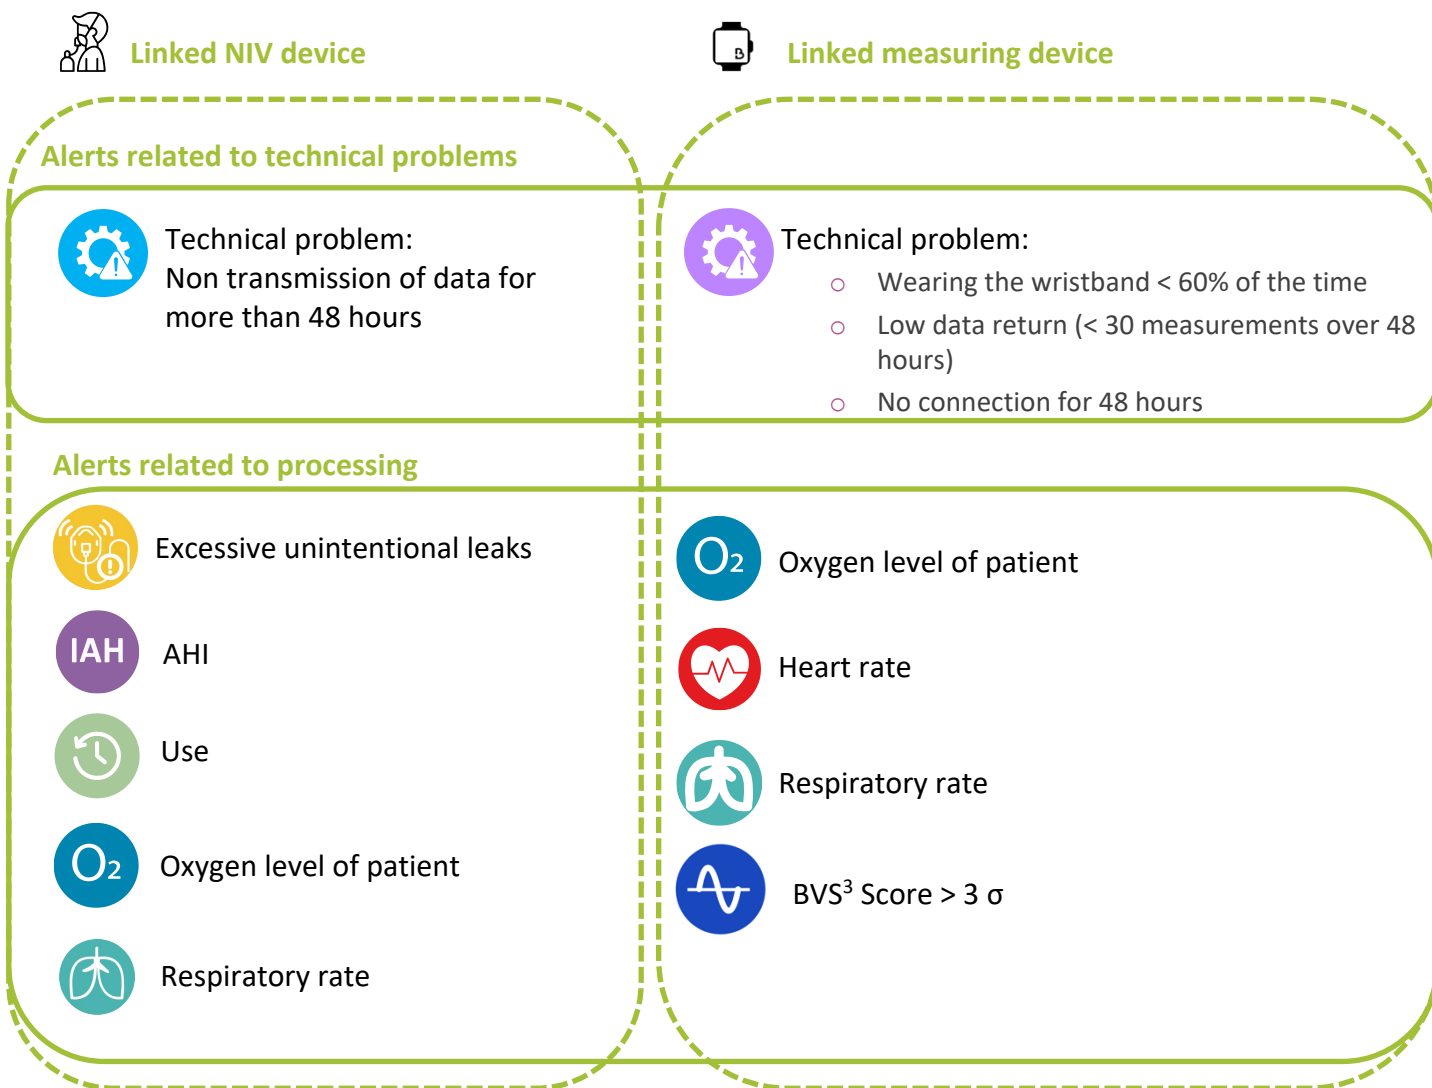 Linked NIV device
Linked measuring device
B
Alerts related to technical problems
Technical problem:
Non transmission of data for
more than 48 hours
Technical problem:
o Wearing the wristband < 60% of the time
o Low data return (< 30 measurements over 48
hours)
o No connection for 48 hours
Alerts related to processing
Excessive unintentional leaks
IAH AHI
Use
O₂ Oxygen level of patient
Respiratory rate
O₂ Oxygen level of patient
Heart rate
Respiratory rate
BVS³ Score > 3 σ